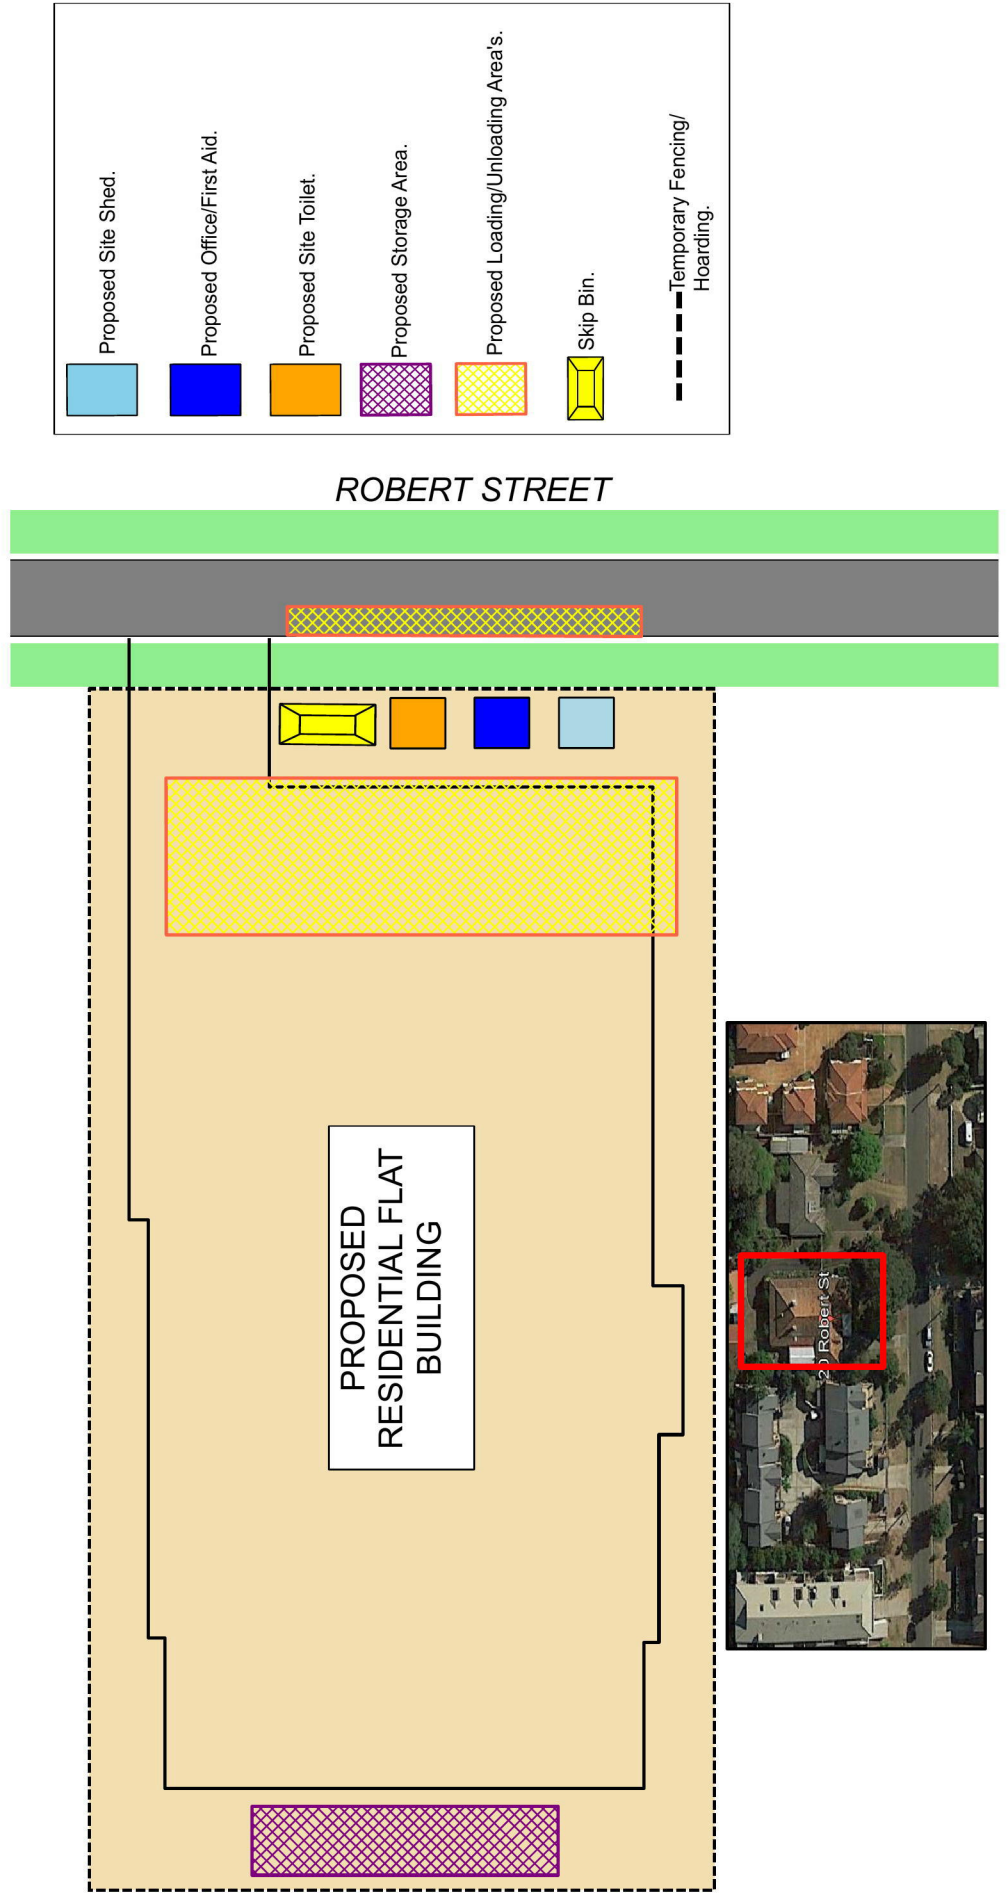 Proposed Site Shed.
Proposed Office/First Aid.
Proposed Site Toilet.
Proposed Storage Area.
Proposed Loading/Unloading Area's.
Skip Bin.
Temporary Fencing/
Hoarding.
ROBERT STREET
PROPOSED
RESIDENTIAL FLAT
BUILDING
20 Robert St